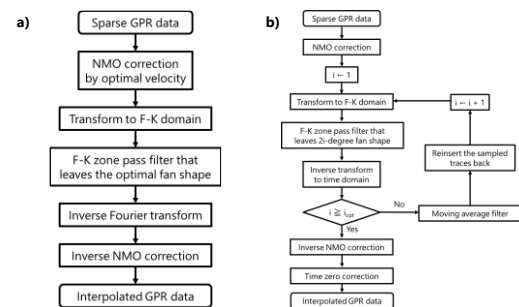 a)
Sparse GPR data
NMO correction
by optimal velocity
Transform to F-K domain
F-K zone pass filter that
leaves the optimal fan shape
Inverse Fourier transform
Inverse NMO correction
Interpolated GPR data
b)
Sparse GPR data
NMO correction
i ← 1
Transform to F-K domain
F-K zone pass filter that
leaves 2i-degree fan shape
Inverse transform
to time domain
i ≧ iopt
No
Yes
Moving average filter
Reinsert the sampled
traces back
i ← i + 1
Inverse NMO correction
Time zero correction
Interpolated GPR data